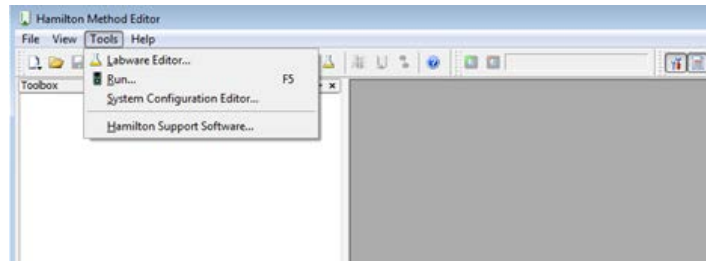 Hamilton Method Editor
File View Tools Help
Labware Editor...
Run... F5
Toolbox
System Configuration Editor...
Hamilton Support Software...